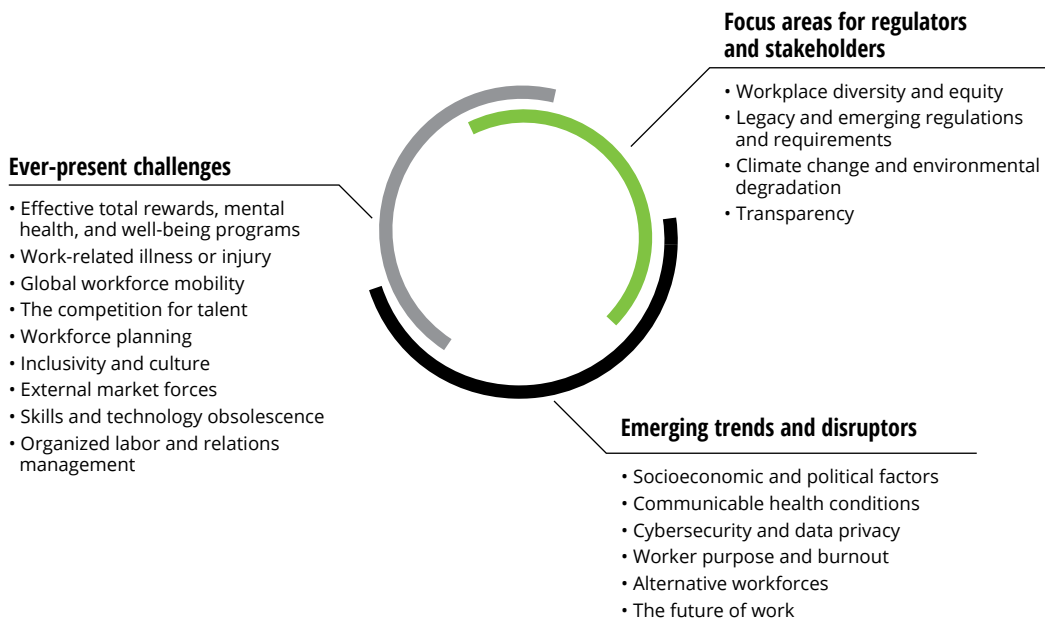 Focus areas for regulators
and stakeholders
• Workplace diversity and equity
• Legacy and emerging regulations
and requirements
• Climate change and environmental
degradation
• Transparency
Ever-present challenges
• Effective total rewards, mental
health, and well-being programs
• Work-related illness or injury
• Global workforce mobility
• The competition for talent
• Workforce planning
• Inclusivity and culture
• External market forces
• Skills and technology obsolescence
• Organized labor and relations
management
Emerging trends and disruptors
• Socioeconomic and political factors
• Communicable health conditions
• Cybersecurity and data privacy
• Worker purpose and burnout
• Alternative workforces
• The future of work